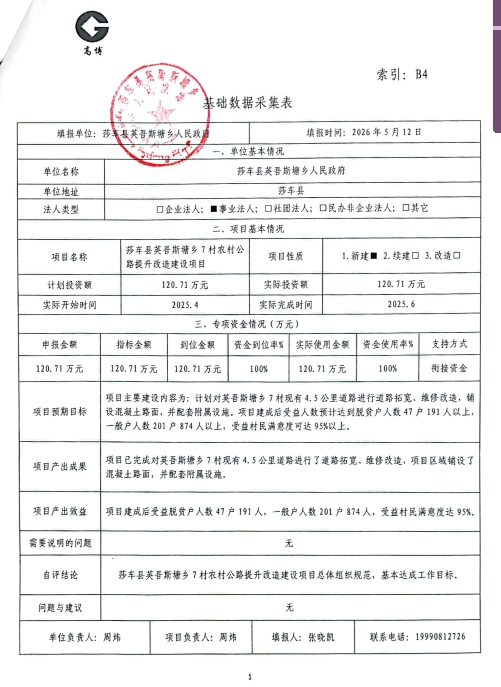 高博
索引：B4
基础数据采集表
填报单位：莎车县英吾斯塘乡人民政府 填报时间：2026 年 5 月 12 日
一、单位基本情况
单位名称 莎车县英吾斯塘乡人民政府
单位地址 莎车县
法人类型 □企业法人；■事业法人；□社团法人；□民办非企业法人；□其它
二、项目基本情况
项目名称 莎车县英吾斯塘乡 7 村农村公
路提升改造建设项目 项目性质 1.新建■ 2.续建□ 3.改造□
计划投资额 120.71 万元 实际投资额 120.71 万元
实际开始时间 2025.4 实际完成时间 2025.6
三、专项资金情况（万元）
申报金额 指标金额 到位金额 资金到位率% 实际使用金额 资金使用率% 支持方式
120.71 万元 120.71 万元 120.71 万元 100% 120.71 万元 100% 衔接资金
项目预期目标
项目主要建设内容为：计划对英吾斯塘乡 7 村现有 4.5 公里道路进行道路拓宽、维修改造，铺
设混凝土路面，并配套附属设施。项目建成后受益人数预计达到脱贫户人数 47 户 191 人以上，
一般户人数 201 户 874 人以上，受益村民满意度可达 95%以上。
项目产出成果
项目已完成对英吾斯塘乡 7 村现有 4.5 公里道路进行了道路拓宽、维修改造，项目区域铺设了
混凝土路面，并配套附属设施。
项目产出效益 项目建成后受益脱贫户人数 47 户 191 人，一般户人数 201 户 874 人，受益村民满意度达 95%。
需要说明的问题 无
自评结论 莎车县英吾斯塘乡 7 村农村公路提升改造建设项目总体组织规范，基本达成工作目标。
问题与建议 无
单位负责人：周炜 项目负责人：周炜 填报人：张晓凯 联系电话：19990812726
1